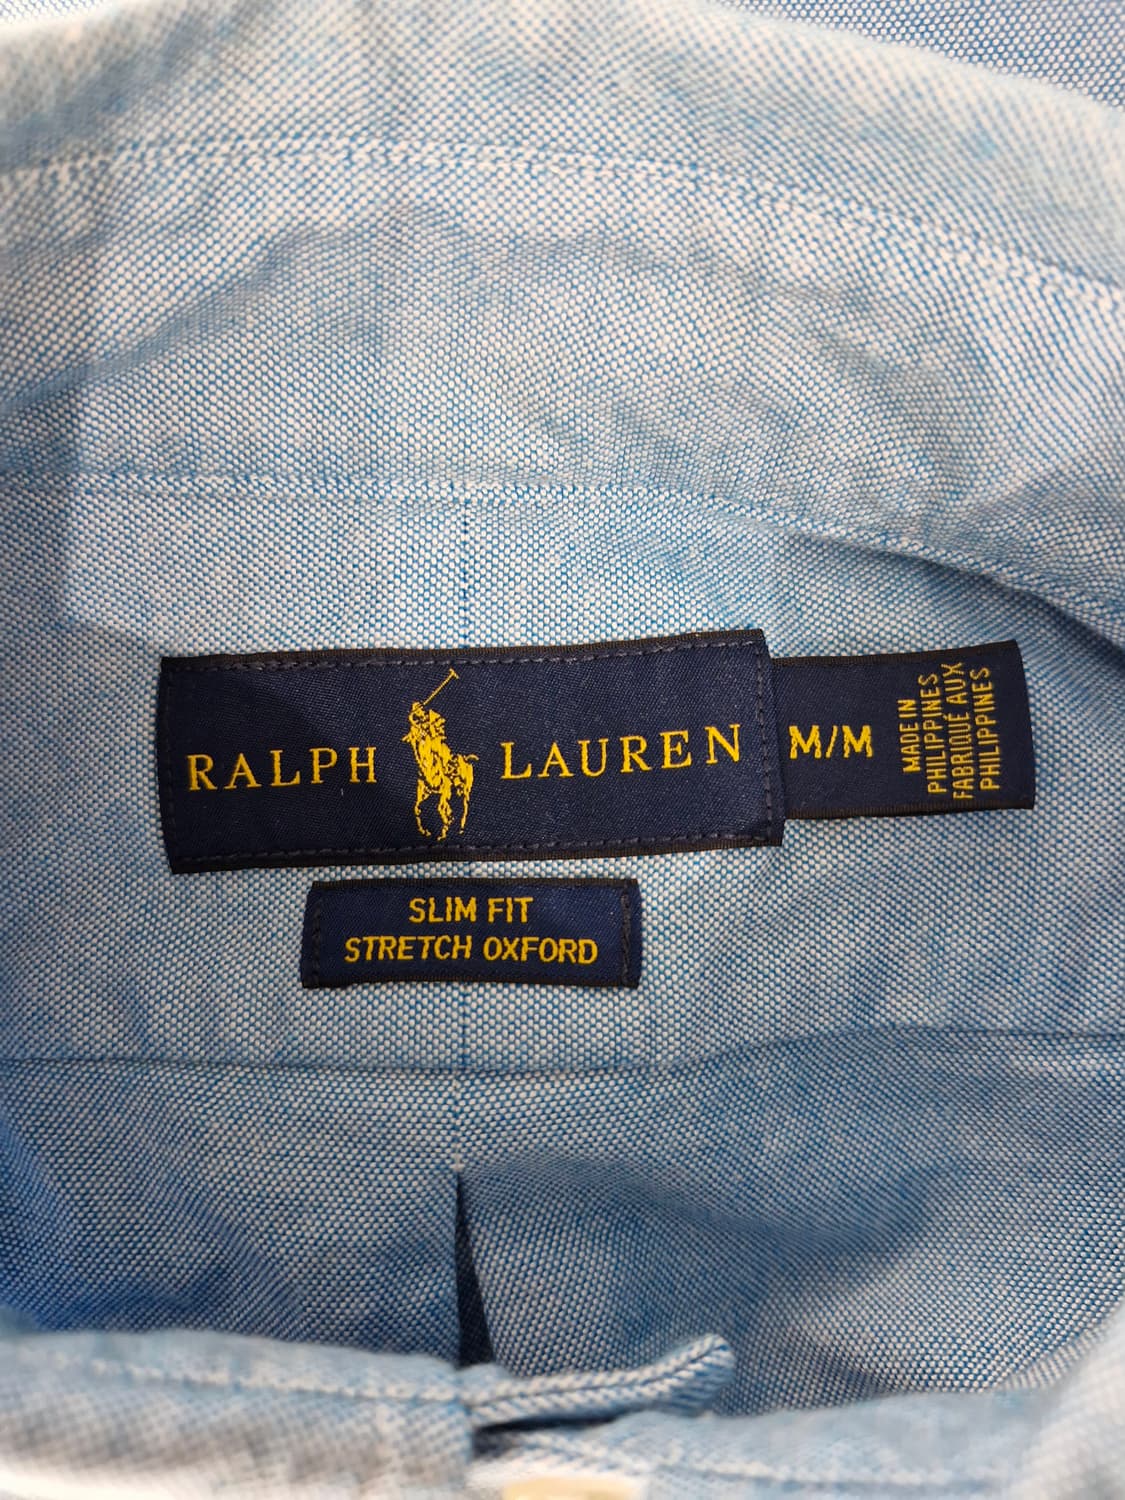 RALPH LAUREN
M/M
MADE IN
PHILIPPINES
FABRIQUÉ AUX
PHILIPPINES
SLIM FIT
STRETCH OXFORD